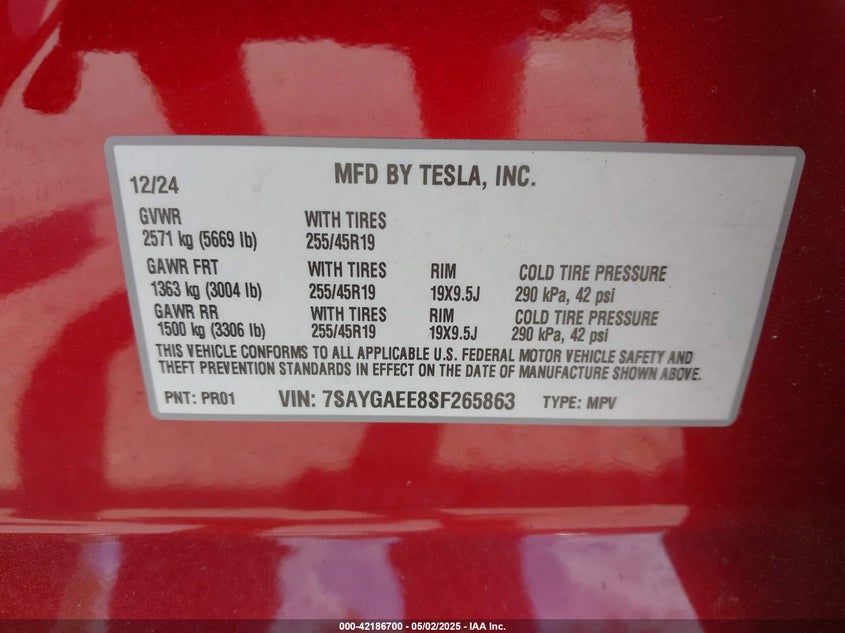 MFD BY TESLA, INC.
12/24
GVWR WITH TIRES
2571 kg (5669 lb) 255/45R19
GAWR FRT WITH TIRES RIM COLD TIRE PRESSURE
1363 kg (3004 lb) 255/45R19 19X9.5J 290 kPa, 42 psi
GAWR RR WITH TIRES RIM COLD TIRE PRESSURE
1500 kg (3306 lb) 255/45R19 19X9.5J 290 kPa, 42 psi
THIS VEHICLE CONFORMS TO ALL APPLICABLE U.S. FEDERAL MOTOR VEHICLE SAFETY AND
THEFT PREVENTION STANDARDS IN EFFECT ON THE DATE OF MANUFACTURE SHOWN ABOVE.
PNT: PR01 VIN: 7SAYGAEE8SF265863 TYPE: MPV
000-42186700 - 05/02/2025 - IAA Inc.